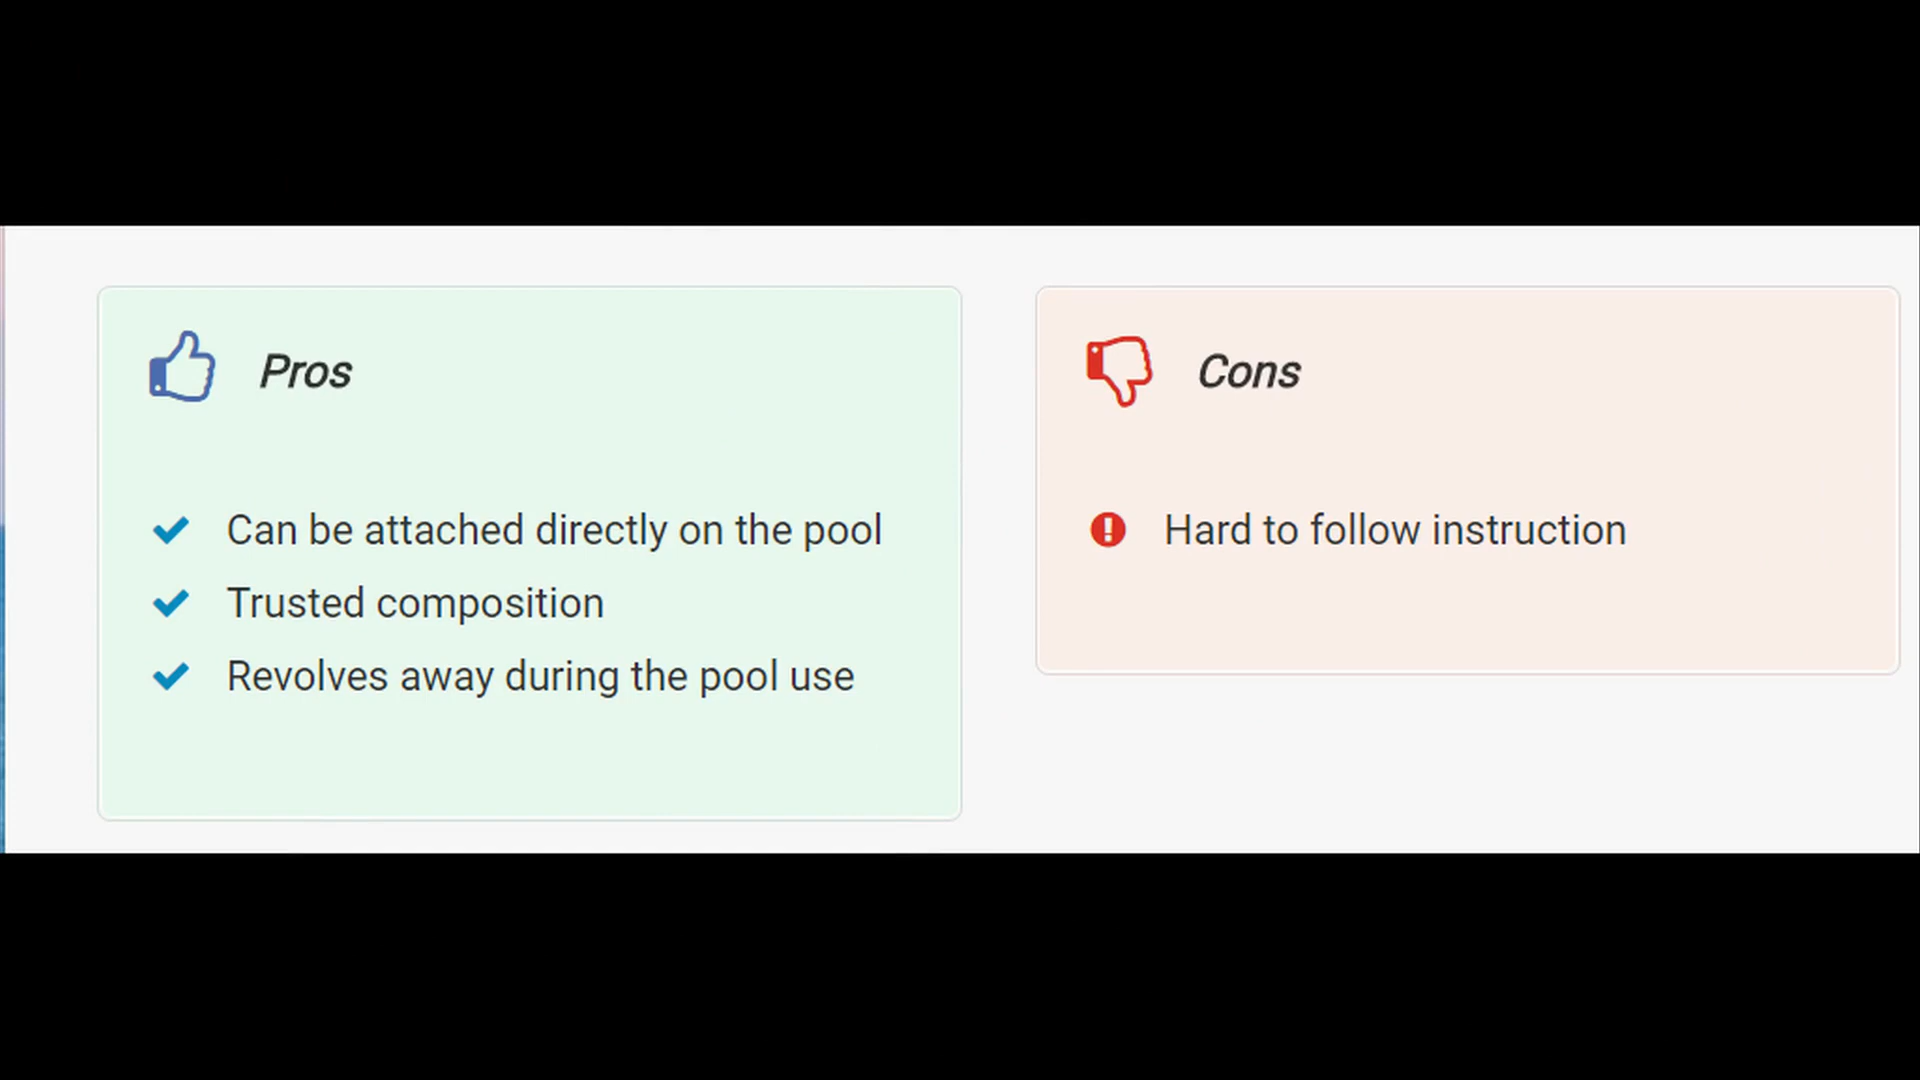 Pros
Can be attached directly on the pool
Trusted composition
Revolves away during the pool use
Cons
Hard to follow instruction